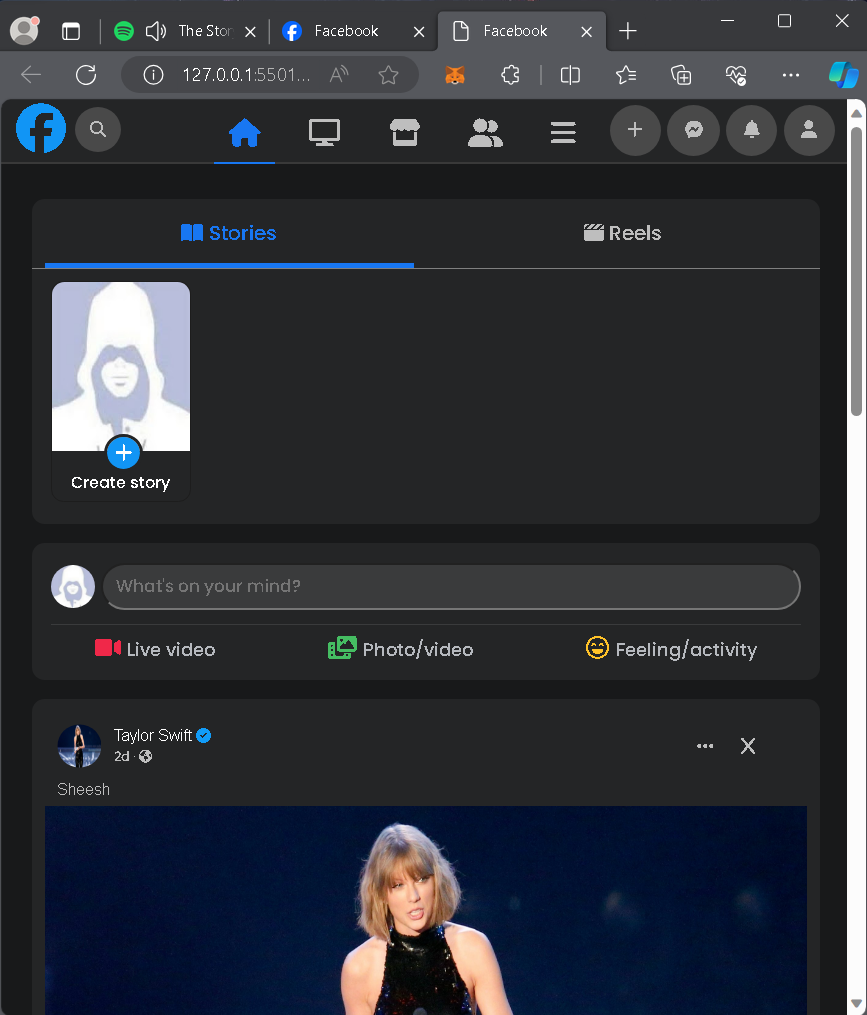 The Stor
Facebook
Facebook
127.0.0.1:5501...
Stories
Reels
Create story
What's on your mind?
Live video
Photo/video
Feeling/activity
Taylor Swift
2d ·
Sheesh